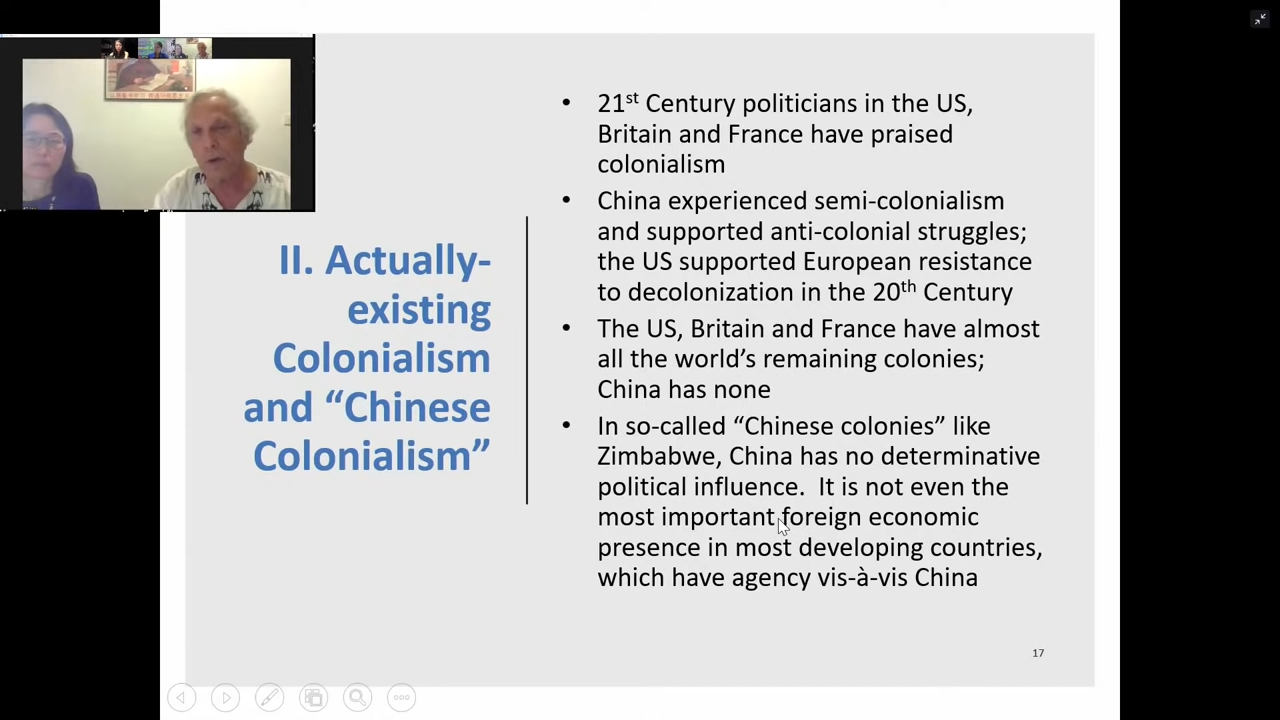 II. Actually-
existing
Colonialism
and “Chinese
Colonialism”
• 21st Century politicians in the US,
Britain and France have praised
colonialism
• China experienced semi-colonialism
and supported anti-colonial struggles;
the US supported European resistance
to decolonization in the 20th Century
• The US, Britain and France have almost
all the world’s remaining colonies;
China has none
• In so-called “Chinese colonies” like
Zimbabwe, China has no determinative
political influence.  It is not even the
most important foreign economic
presence in most developing countries,
which have agency vis-à-vis China
17